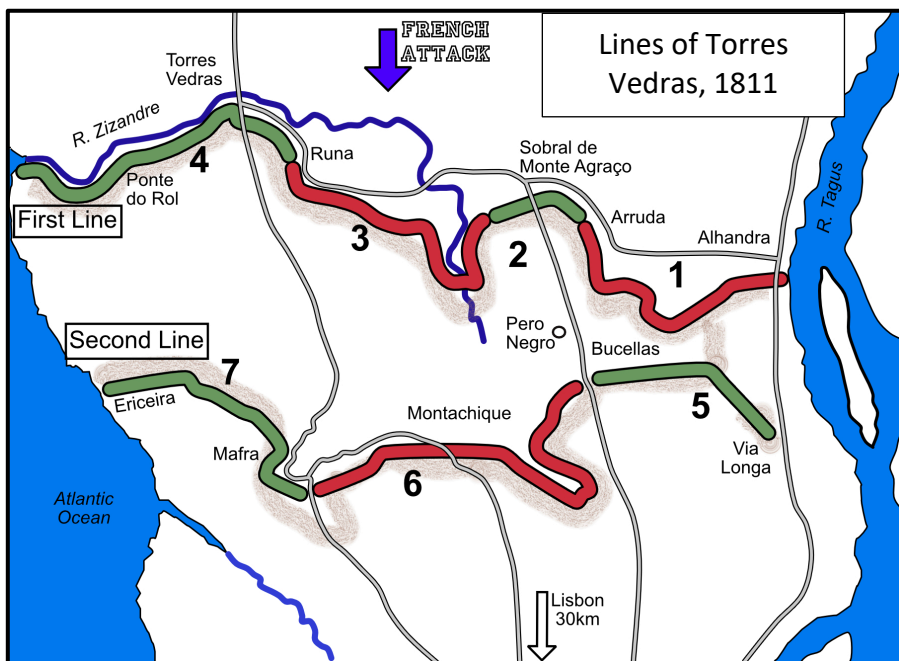 FRENCH
ATTACK
Lines of Torres
Vedras, 1811
Torres
Vedras
R. Zizandre
Runa
Sobral de
Monte Agraço
4
Ponte
do Rol
First Line
3
2
Arruda
Alhandra
R. Tagus
1
Pero
Negro
Second Line
Bucellas
7
Ericeira
Montachique
5
Mafra
6
Via
Longa
Atlantic
Ocean
Lisbon
30km